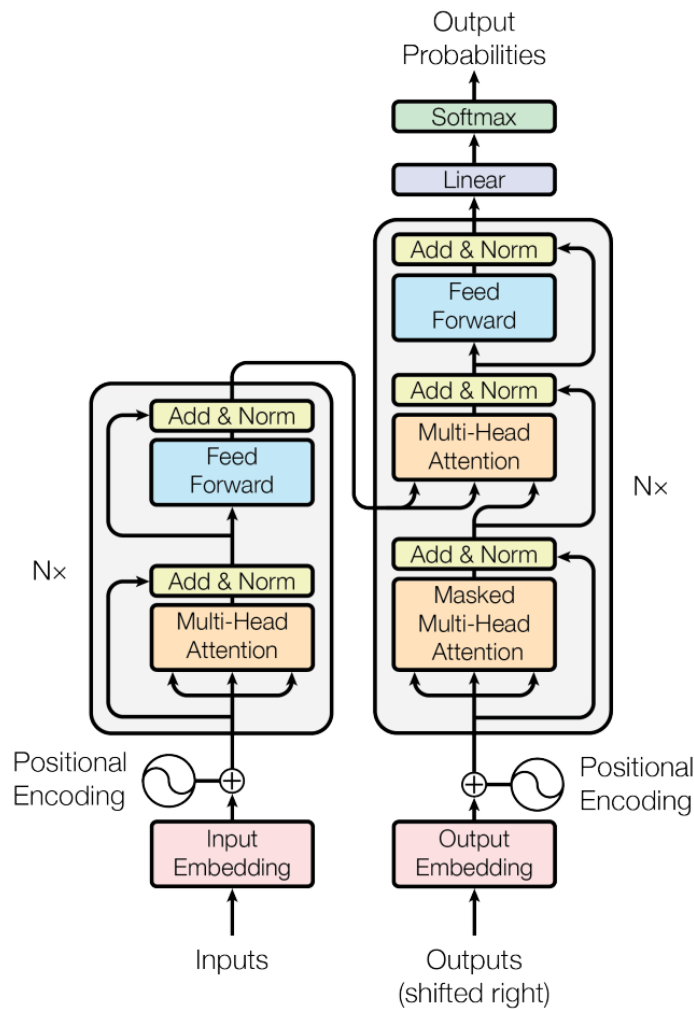 Output
Probabilities
Softmax
Linear
Add & Norm
Feed
Forward
Add & Norm
Multi-Head
Attention
Nx
Add & Norm
Masked
Multi-Head
Attention
Add & Norm
Feed
Forward
Nx
Add & Norm
Multi-Head
Attention
Positional
Encoding
Positional
Encoding
Input
Embedding
Output
Embedding
Inputs
Outputs
(shifted right)